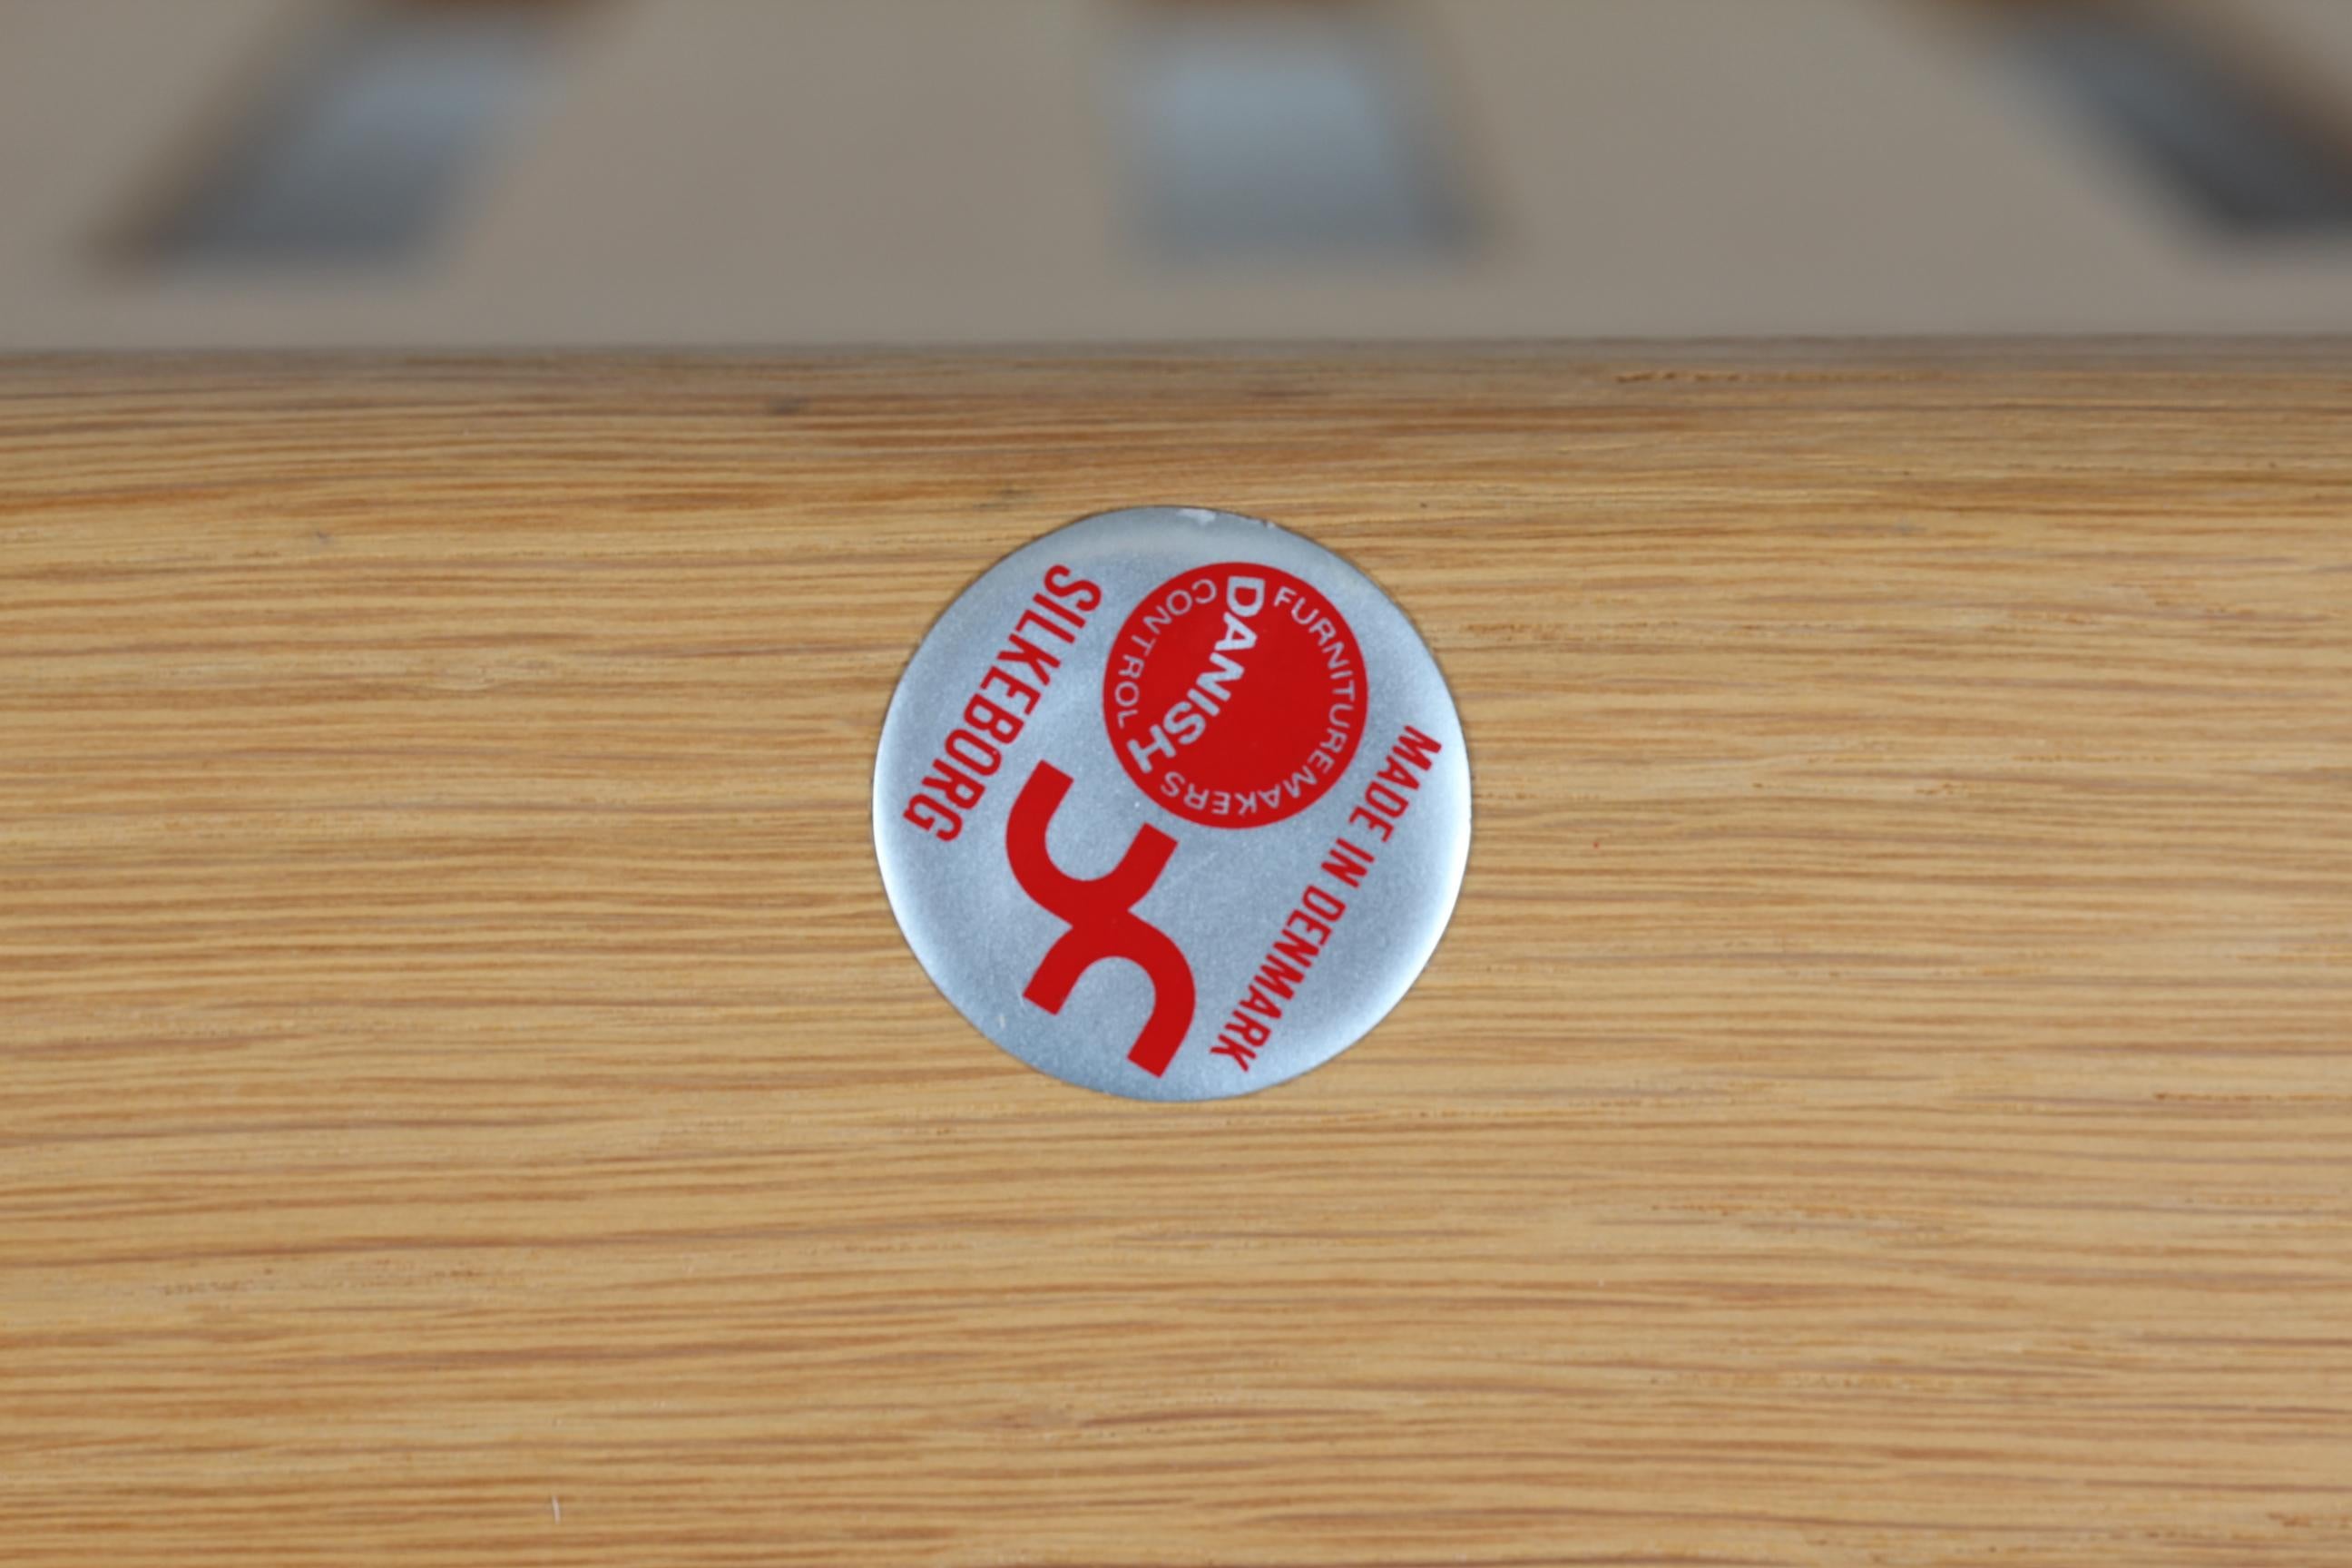 MADE IN DENMARK
FURNITUREMAKERS
DANISH
CONTROL
SILKEBORG